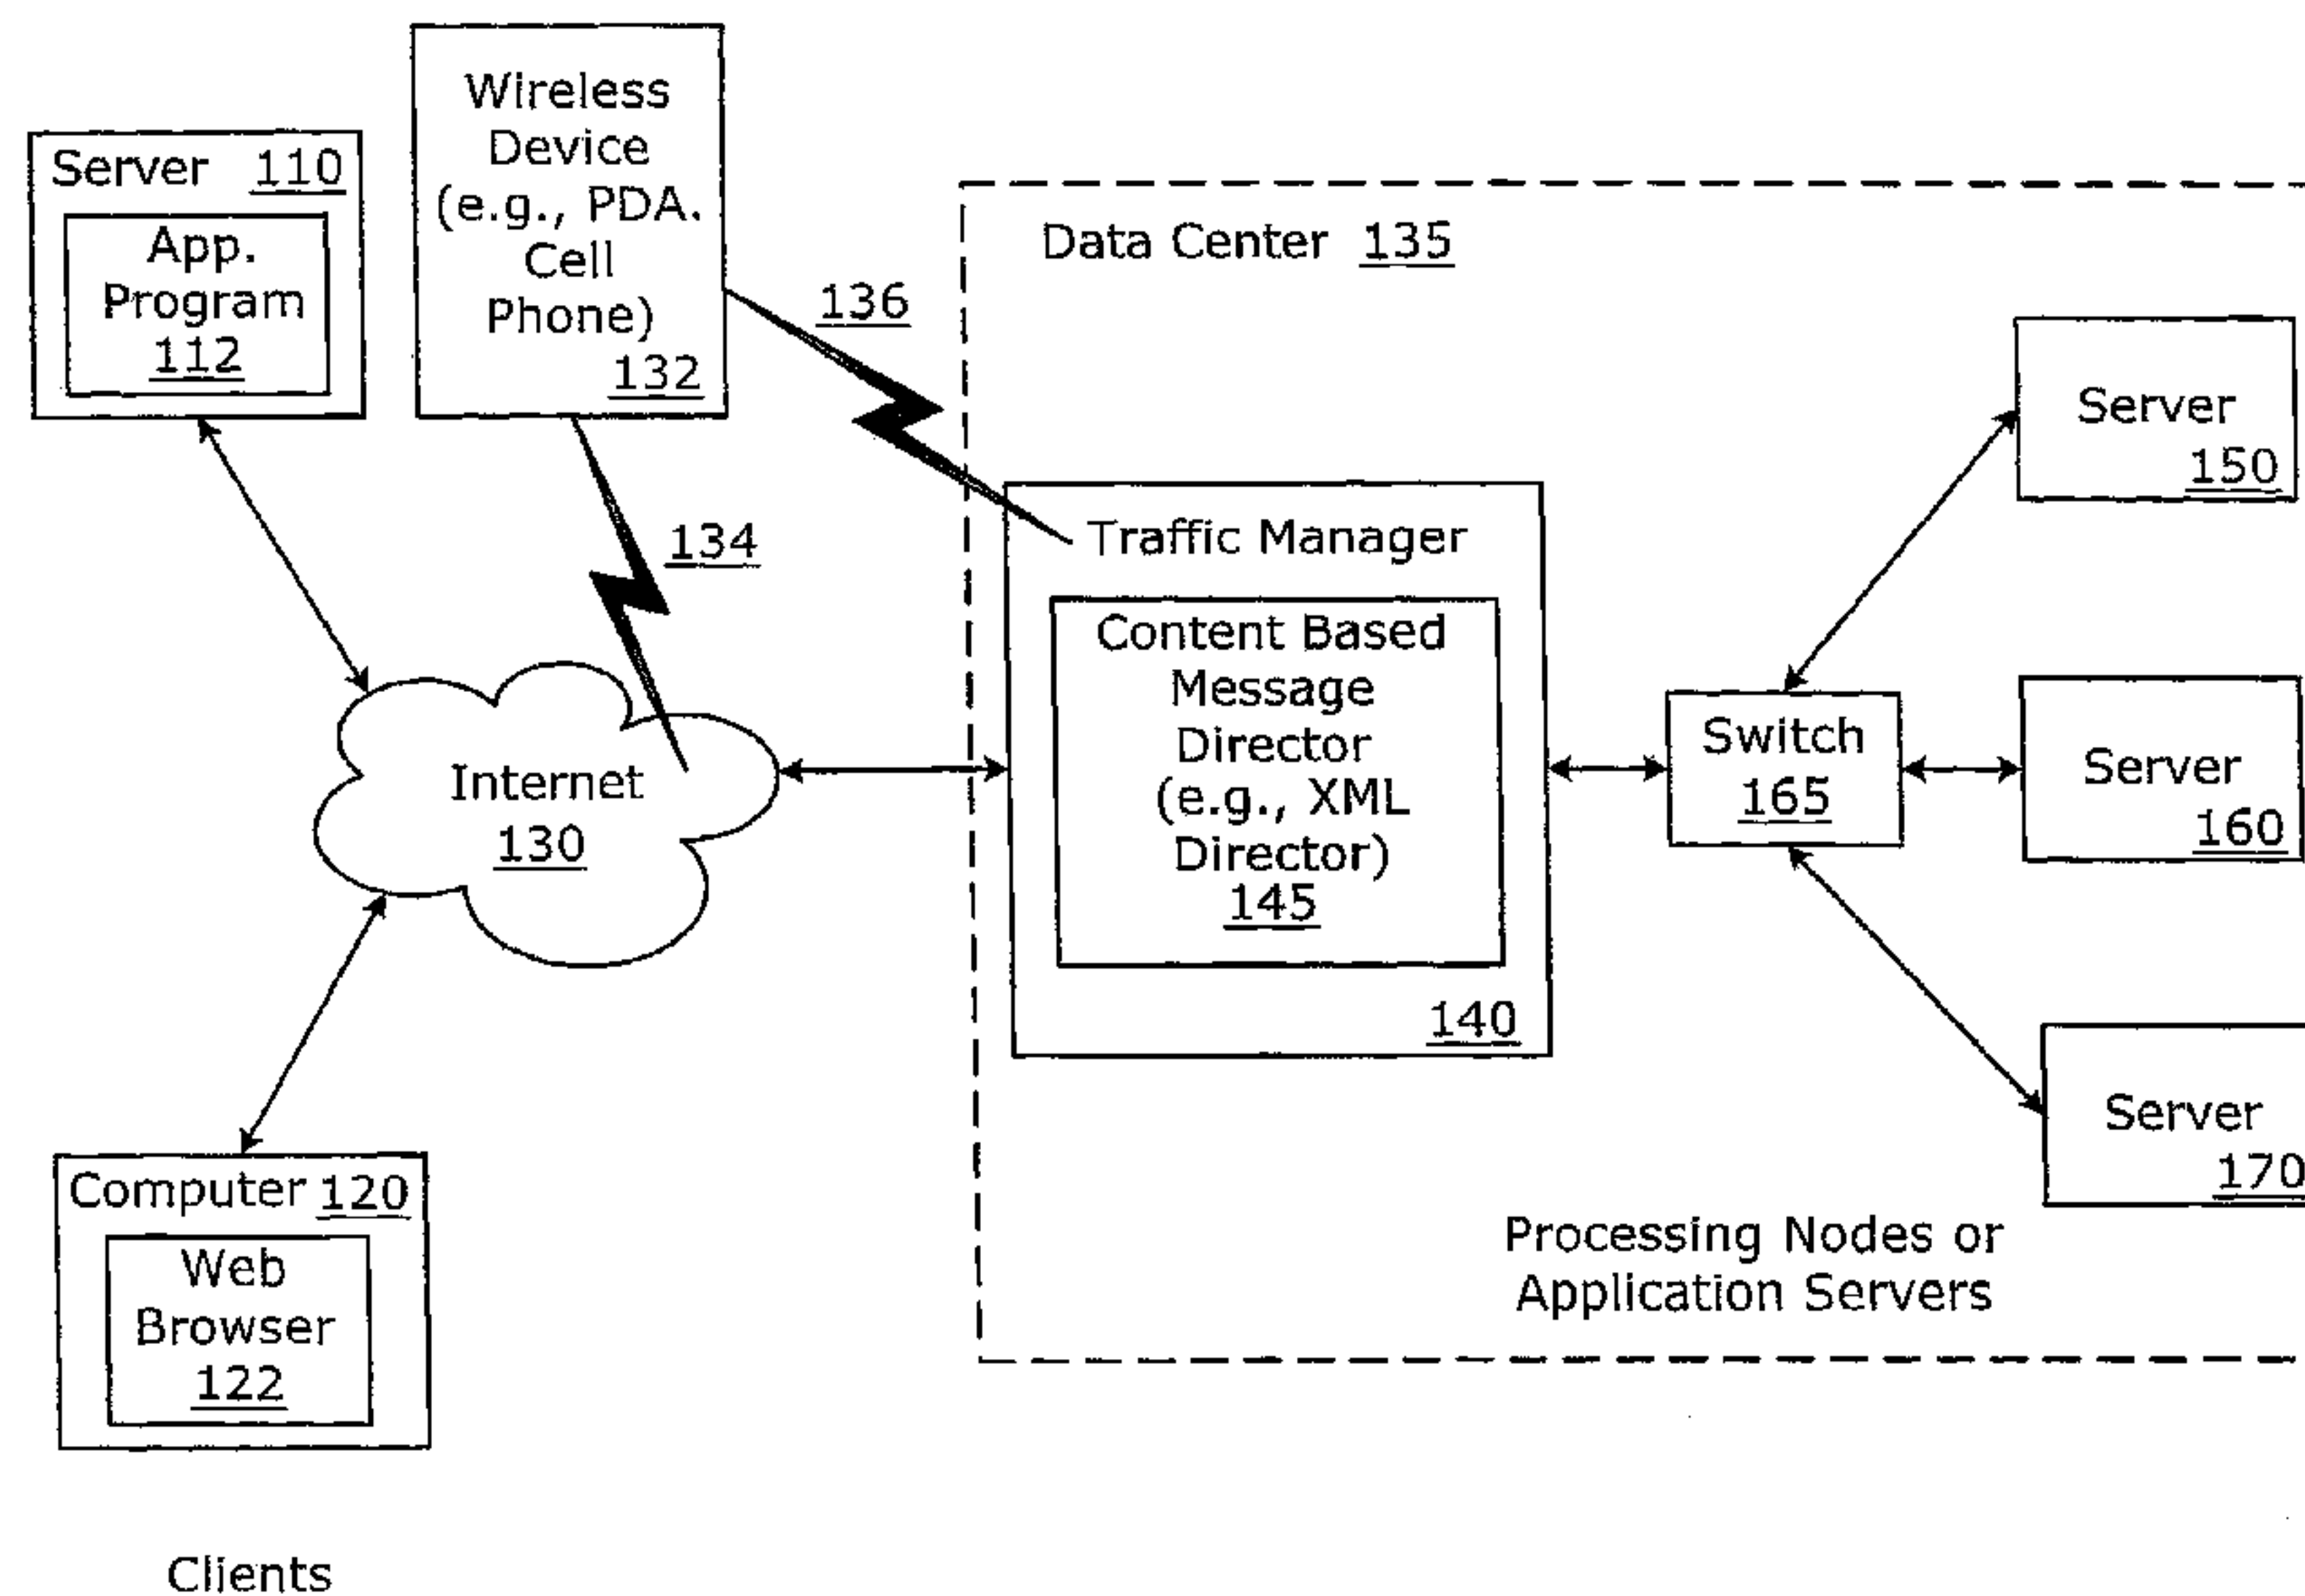 Server 110
App.
Program
112
Wireless
Device
(e.g., PDA.
Cell
Phone)
132
136
134
Data Center 135
Traffic Manager
Content Based
Message
Director
(e.g., XML
Director)
145
140
Internet
130
Switch
165
Server
150
Server
160
Server
170
Processing Nodes or
Application Servers
Computer 120
Web
Browser
122
Clients